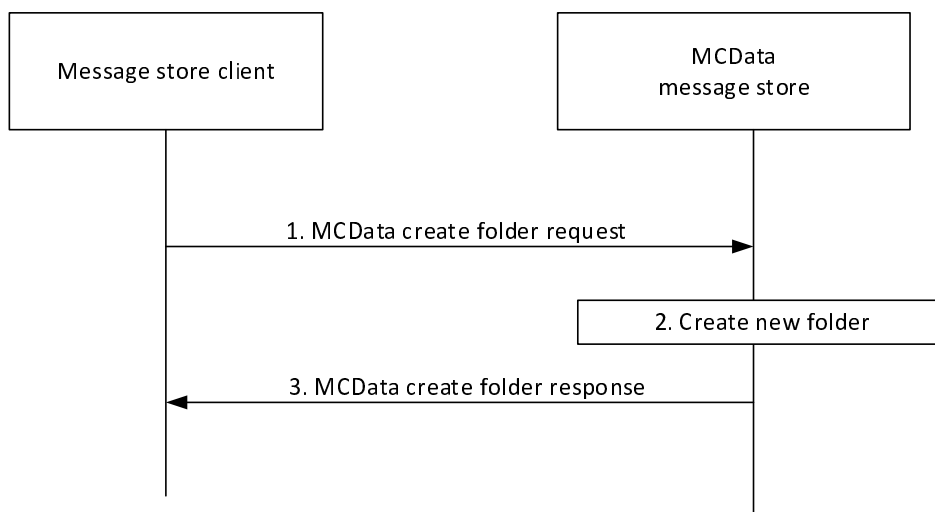 Message store client
MCData
message store
1. MCData create folder request
2. Create new folder
3. MCData create folder response